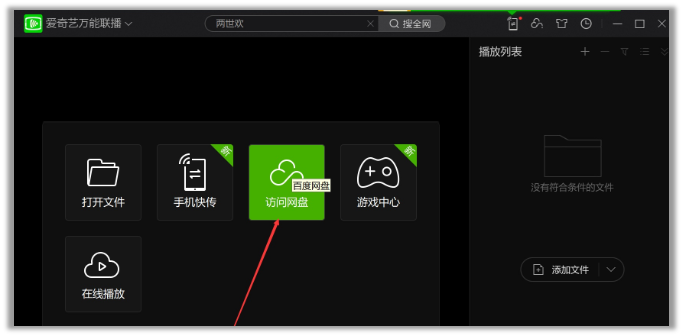 爱奇艺万能联播
两世欢
搜全网
播放列表
新
新
打开文件
手机快传
访问网盘
百度网盘
游戏中心
没有符合条件的文件
在线播放
添加文件